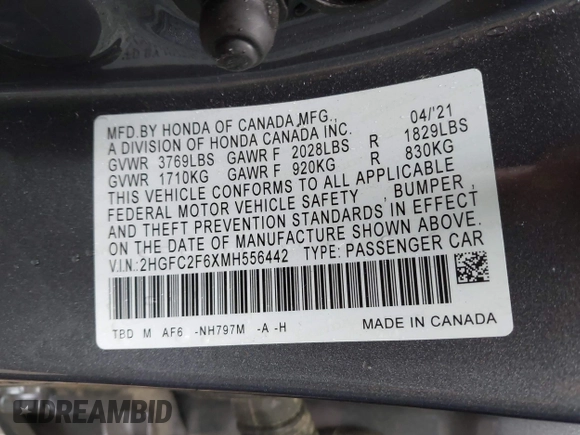 MFD.BY HONDA OF CANADA MFG., 04/'21
A DIVISION OF HONDA CANADA INC.
GVWR 3769LBS GAWR F 2028LBS R 1829LBS
GVWR 1710KG GAWR F 920KG R 830KG
THIS VEHICLE CONFORMS TO ALL APPLICABLE
FEDERAL MOTOR VEHICLE SAFETY , BUMPER ,
AND THEFT PREVENTION STANDARDS IN EFFECT
ON THE DATE OF MANUFACTURE SHOWN ABOVE.
V.I.N.:2HGFC2F6XMH556442 TYPE: PASSENGER CAR
TBD M AF6 -NH797M -A -H MADE IN CANADA
DREAMBID